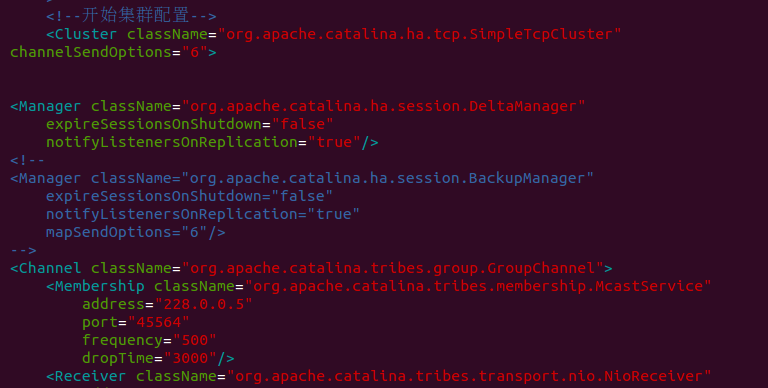 <!--开始集群配置-->
<Cluster className="org.apache.catalina.ha.tcp.SimpleTcpCluster"
channelSendOptions="6">
<Manager className="org.apache.catalina.ha.session.DeltaManager"
expireSessionsOnShutdown="false"
notifyListenersOnReplication="true"/>
<!--
<Manager className="org.apache.catalina.ha.session.BackupManager"
expireSessionsOnShutdown="false"
notifyListenersOnReplication="true"
mapSendOptions="6"/>
-->
<Channel className="org.apache.catalina.tribes.group.GroupChannel">
<Membership className="org.apache.catalina.tribes.membership.McastService"
address="228.0.0.5"
port="45564"
frequency="500"
dropTime="3000"/>
<Receiver className="org.apache.catalina.tribes.transport.nio.NioReceiver"